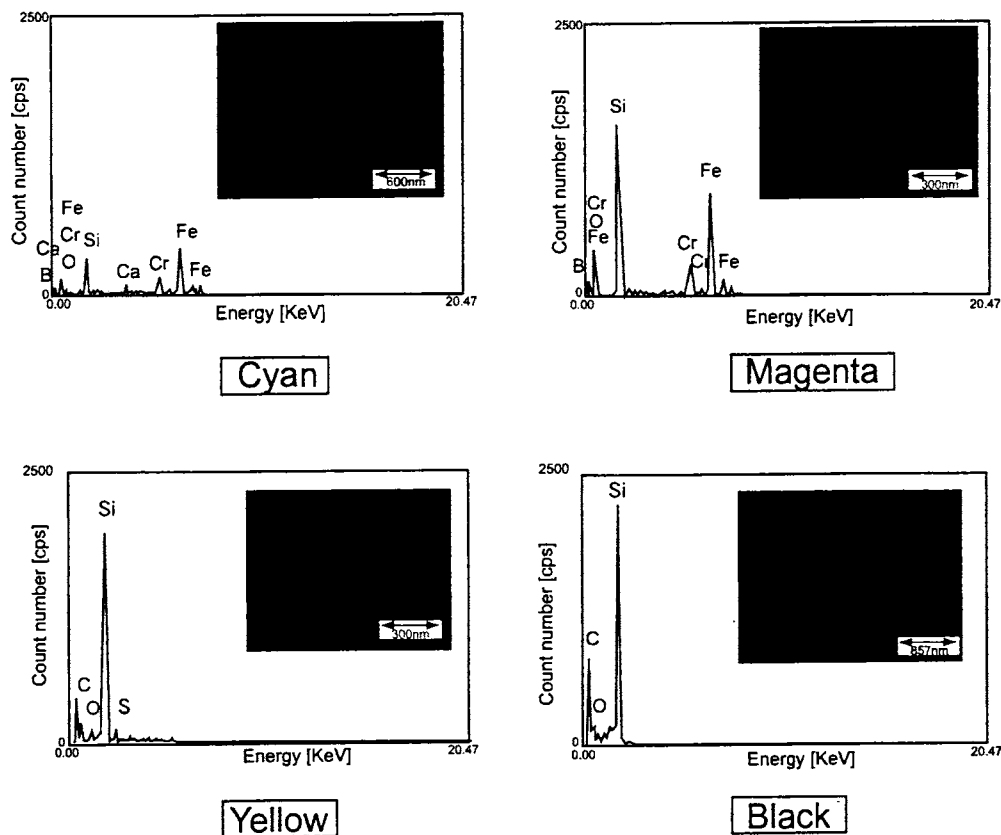 2500
Count number [cps]
600nm
Fe
Ca Cr Si
B O
Ca Cr Fe
Fe
0
0.00 20.47
Energy [KeV]
Cyan
2500
Count number [cps]
300nm
Si
Cr
O
B Fe
Fe
Cr
Cr Fe
0
0.00 20.47
Energy [KeV]
Magenta
2500
Count number [cps]
300nm
Si
C
O S
0
0.00 20.47
Energy [KeV]
Yellow
2500
Count number [cps]
857nm
Si
C
O
0
0.00 20.47
Energy [KeV]
Black